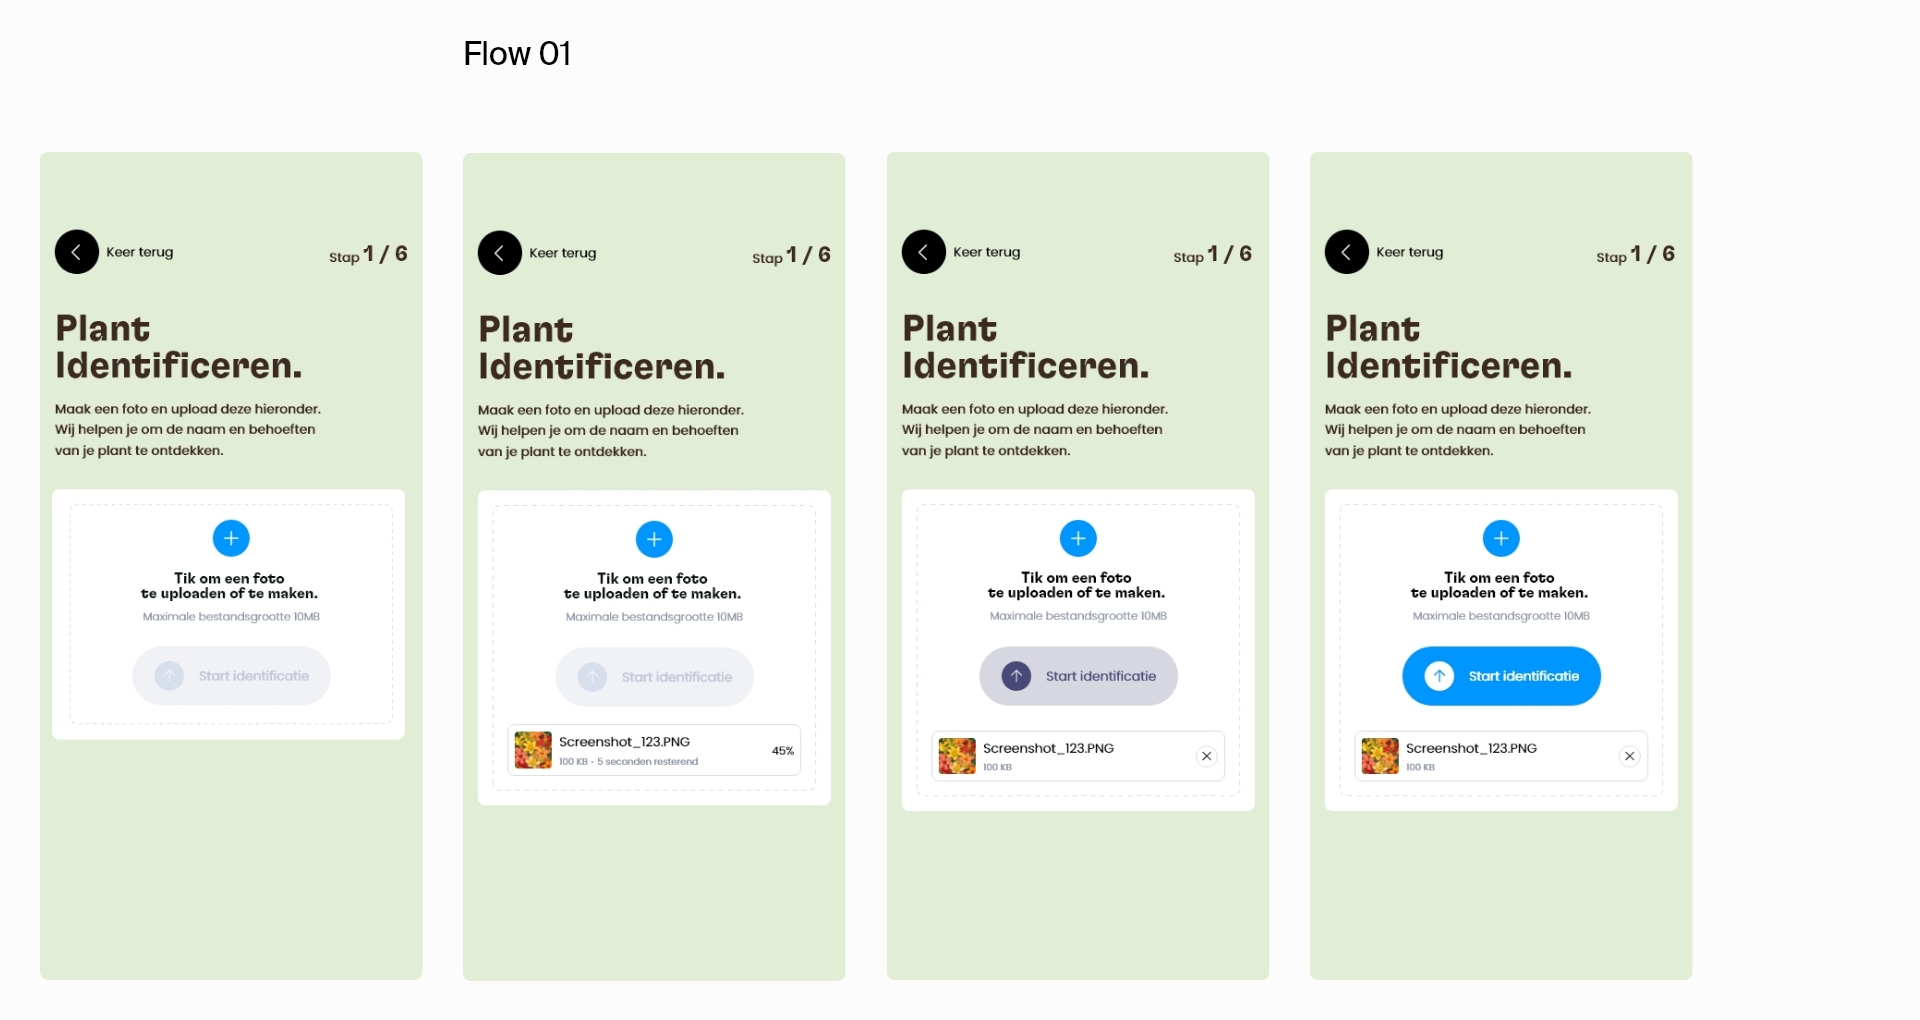 Flow 01
Keer terug
Stap 1 / 6
Plant
Identificeren.
Maak een foto en upload deze hieronder.
Wij helpen je om de naam en behoeften
van je plant te ontdekken.
Tik om een foto
te uploaden of te maken.
Maximale bestandsgrootte 10MB
Start identificatie
Keer terug
Stap 1 / 6
Plant
Identificeren.
Maak een foto en upload deze hieronder.
Wij helpen je om de naam en behoeften
van je plant te ontdekken.
Tik om een foto
te uploaden of te maken.
Maximale bestandsgrootte 10MB
Start identificatie
Screenshot_123.PNG
100 KB • 5 seconden resterend
45%
Keer terug
Stap 1 / 6
Plant
Identificeren.
Maak een foto en upload deze hieronder.
Wij helpen je om de naam en behoeften
van je plant te ontdekken.
Tik om een foto
te uploaden of te maken.
Maximale bestandsgrootte 10MB
Start identificatie
Screenshot_123.PNG
100 KB
Keer terug
Stap 1 / 6
Plant
Identificeren.
Maak een foto en upload deze hieronder.
Wij helpen je om de naam en behoeften
van je plant te ontdekken.
Tik om een foto
te uploaden of te maken.
Maximale bestandsgrootte 10MB
Start identificatie
Screenshot_123.PNG
100 KB